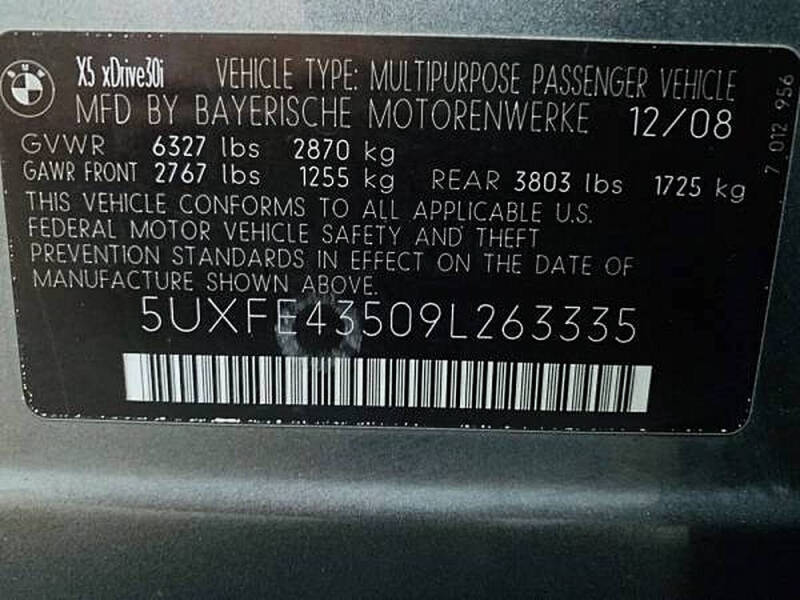 X5 xDrive30i VEHICLE TYPE: MULTIPURPOSE PASSENGER VEHICLE
MFD BY BAYERISCHE MOTORENWERKE 12/08
GVWR 6327 lbs 2870 kg
GAWR FRONT 2767 lbs 1255 kg REAR 3803 lbs 1725 kg
THIS VEHICLE CONFORMS TO ALL APPLICABLE U.S.
FEDERAL MOTOR VEHICLE SAFETY AND THEFT
PREVENTION STANDARDS IN EFFECT ON THE DATE OF
MANUFACTURE SHOWN ABOVE.
5UXFE43509L263335
7 012 956